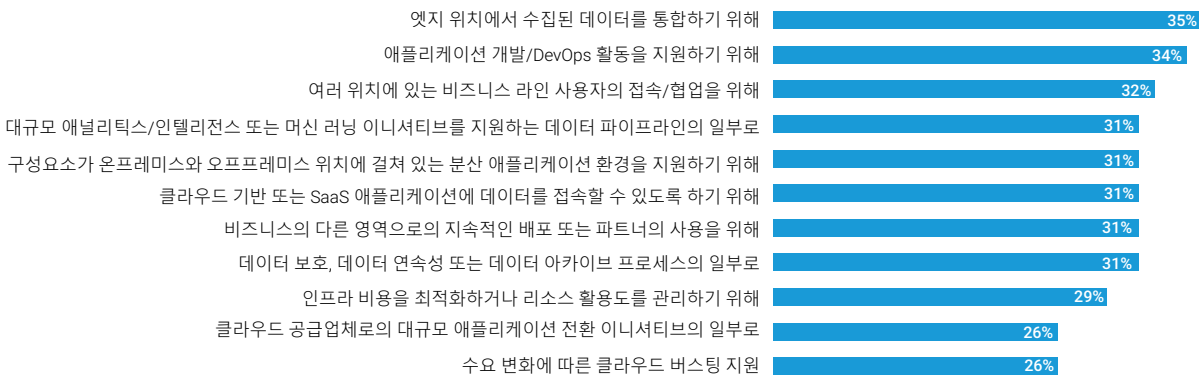 엣지 위치에서 수집된 데이터를 통합하기 위해 35%
애플리케이션 개발/DevOps 활동을 지원하기 위해 34%
여러 위치에 있는 비즈니스 라인 사용자의 접속/협업을 위해 32%
대규모 애널리틱스/인텔리전스 또는 머신 러닝 이니셔티브를 지원하는 데이터 파이프라인의 일부로 31%
구성요소가 온프레미스와 오프프레미스 위치에 걸쳐 있는 분산 애플리케이션 환경을 지원하기 위해 31%
클라우드 기반 또는 SaaS 애플리케이션에 데이터를 접속할 수 있도록 하기 위해 31%
비즈니스의 다른 영역으로의 지속적인 배포 또는 파트너의 사용을 위해 31%
데이터 보호, 데이터 연속성 또는 데이터 아카이브 프로세스의 일부로 31%
인프라 비용을 최적화하거나 리소스 활용도를 관리하기 위해 29%
클라우드 공급업체로의 대규모 애플리케이션 전환 이니셔티브의 일부로 26%
수요 변화에 따른 클라우드 버스팅 지원 26%